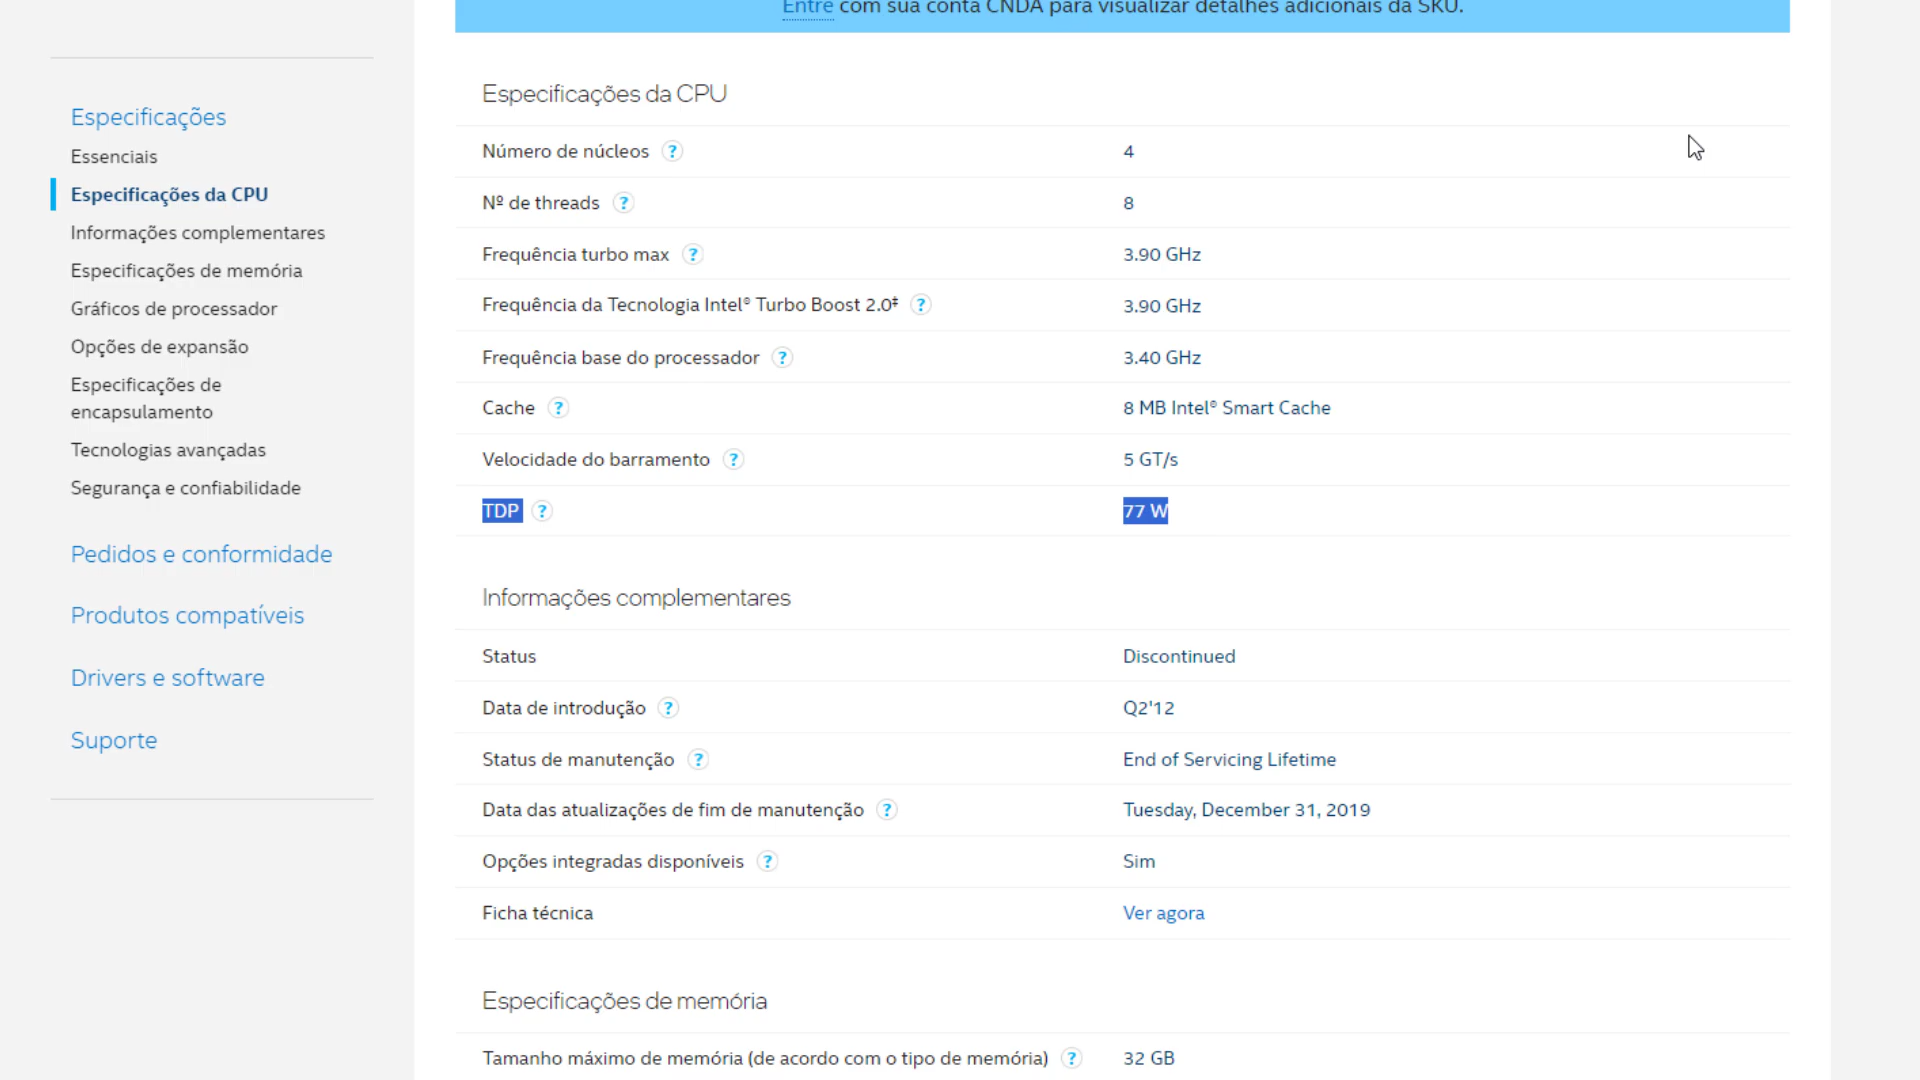 Entre com sua conta CNDA para visualizar detalhes adicionais da SKU.
Especificações
Essenciais
Especificações da CPU
Informações complementares
Especificações de memória
Gráficos de processador
Opções de expansão
Especificações de
encapsulamento
Tecnologias avançadas
Segurança e confiabilidade
Pedidos e conformidade
Produtos compatíveis
Drivers e software
Suporte
Especificações da CPU
Número de núcleos ? 4
Nº de threads ? 8
Frequência turbo max ? 3.90 GHz
Frequência da Tecnologia Intel® Turbo Boost 2.0‡ ? 3.90 GHz
Frequência base do processador ? 3.40 GHz
Cache ? 8 MB Intel® Smart Cache
Velocidade do barramento ? 5 GT/s
TDP ? 77 W
Informações complementares
Status Discontinued
Data de introdução ? Q2'12
Status de manutenção ? End of Servicing Lifetime
Data das atualizações de fim de manutenção ? Tuesday, December 31, 2019
Opções integradas disponíveis ? Sim
Ficha técnica Ver agora
Especificações de memória
Tamanho máximo de memória (de acordo com o tipo de memória) ? 32 GB